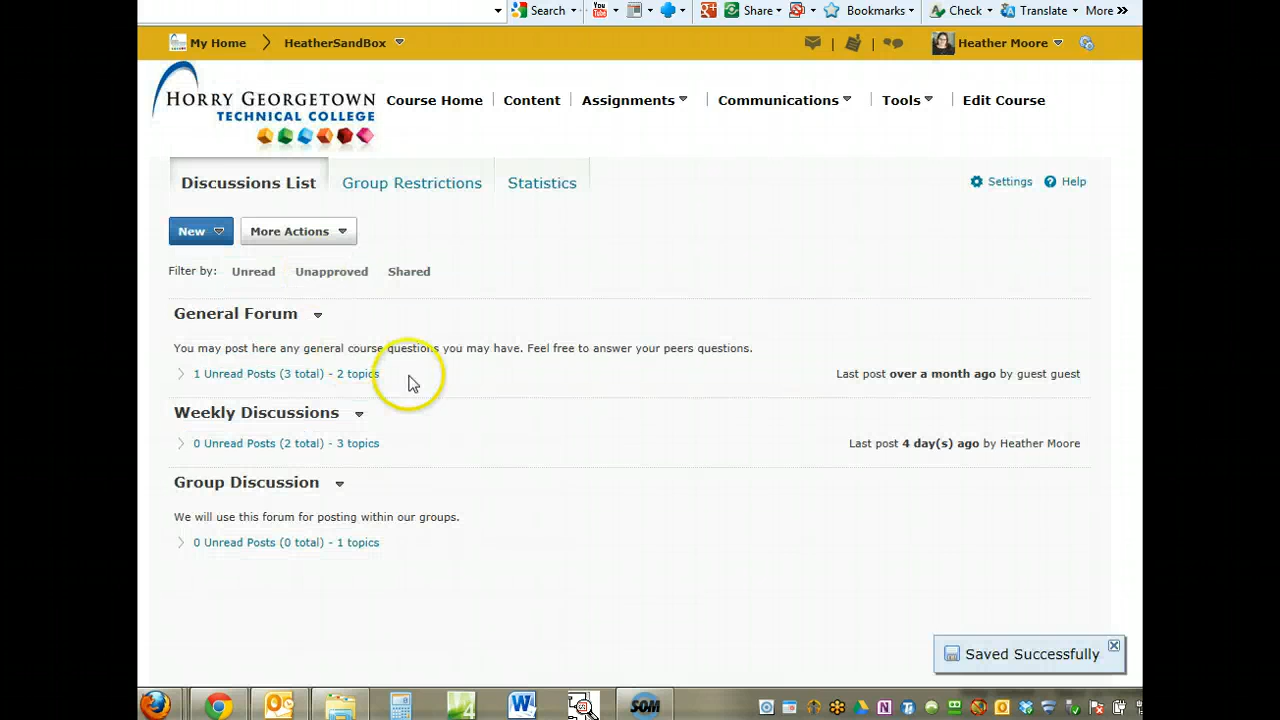 Search
Share
Bookmarks
Check
Translate
More »
My Home
HeatherSandBox
Heather Moore
HORRY GEORGETOWN
TECHNICAL COLLEGE
Course Home
Content
Assignments
Communications
Tools
Edit Course
Discussions List
Group Restrictions
Statistics
Settings
Help
New
More Actions
Filter by: Unread Unapproved Shared
General Forum
You may post here any general course questions you may have. Feel free to answer your peers questions.
1 Unread Posts (3 total) - 2 topics
Last post over a month ago by guest guest
Weekly Discussions
0 Unread Posts (2 total) - 3 topics
Last post 4 day(s) ago by Heather Moore
Group Discussion
We will use this forum for posting within our groups.
0 Unread Posts (0 total) - 1 topics
Saved Successfully
SOM